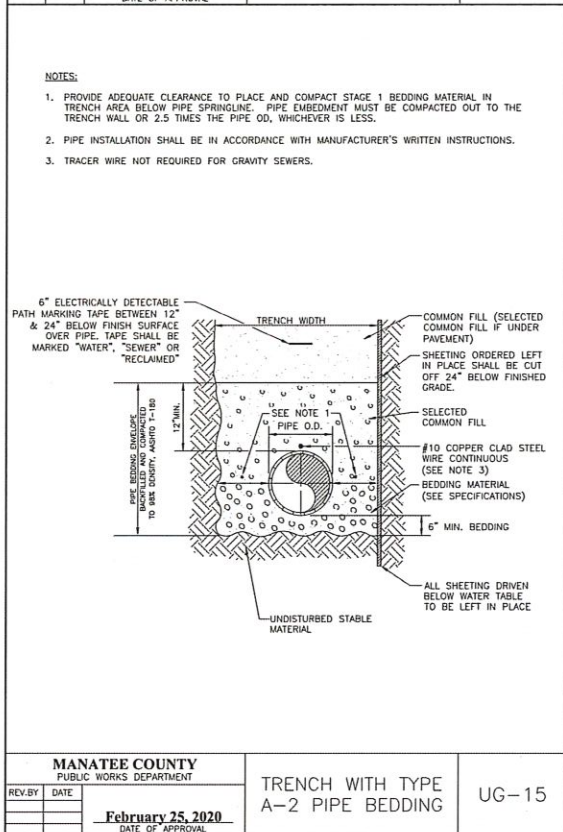 DATE OF APPROVAL
NOTES:
1. PROVIDE ADEQUATE CLEARANCE TO PLACE AND COMPACT STAGE 1 BEDDING MATERIAL IN
TRENCH AREA BELOW PIPE SPRINGLINE. PIPE EMBEDMENT MUST BE COMPACTED OUT TO THE
TRENCH WALL OR 2.5 TIMES THE PIPE OD, WHICHEVER IS LESS.
2. PIPE INSTALLATION SHALL BE IN ACCORDANCE WITH MANUFACTURER'S WRITTEN INSTRUCTIONS.
3. TRACER WIRE NOT REQUIRED FOR GRAVITY SEWERS.
6" ELECTRICALLY DETECTABLE
PATH MARKING TAPE BETWEEN 12"
& 24" BELOW FINISH SURFACE
OVER PIPE. TAPE SHALL BE
MARKED "WATER", "SEWER" OR
"RECLAIMED"
TRENCH WIDTH
COMMON FILL (SELECTED
COMMON FILL IF UNDER
PAVEMENT)
SHEETING ORDERED LEFT
IN PLACE SHALL BE CUT
OFF 24" BELOW FINISHED
GRADE.
PIPE BEDDING ENVELOPE
BACKFILLED AND COMPACTED
TO 98% DENSITY, AASHTO T-180
12"MIN.
SEE NOTE 1
PIPE O.D.
SELECTED
COMMON FILL
#10 COPPER CLAD STEEL
WIRE CONTINUOUS
(SEE NOTE 3)
BEDDING MATERIAL
(SEE SPECIFICATIONS)
6" MIN. BEDDING
ALL SHEETING DRIVEN
BELOW WATER TABLE
TO BE LEFT IN PLACE
UNDISTURBED STABLE
MATERIAL
MANATEE COUNTY
PUBLIC WORKS DEPARTMENT
REV.BY DATE
February 25, 2020
DATE OF APPROVAL
TRENCH WITH TYPE
A-2 PIPE BEDDING
UG-15